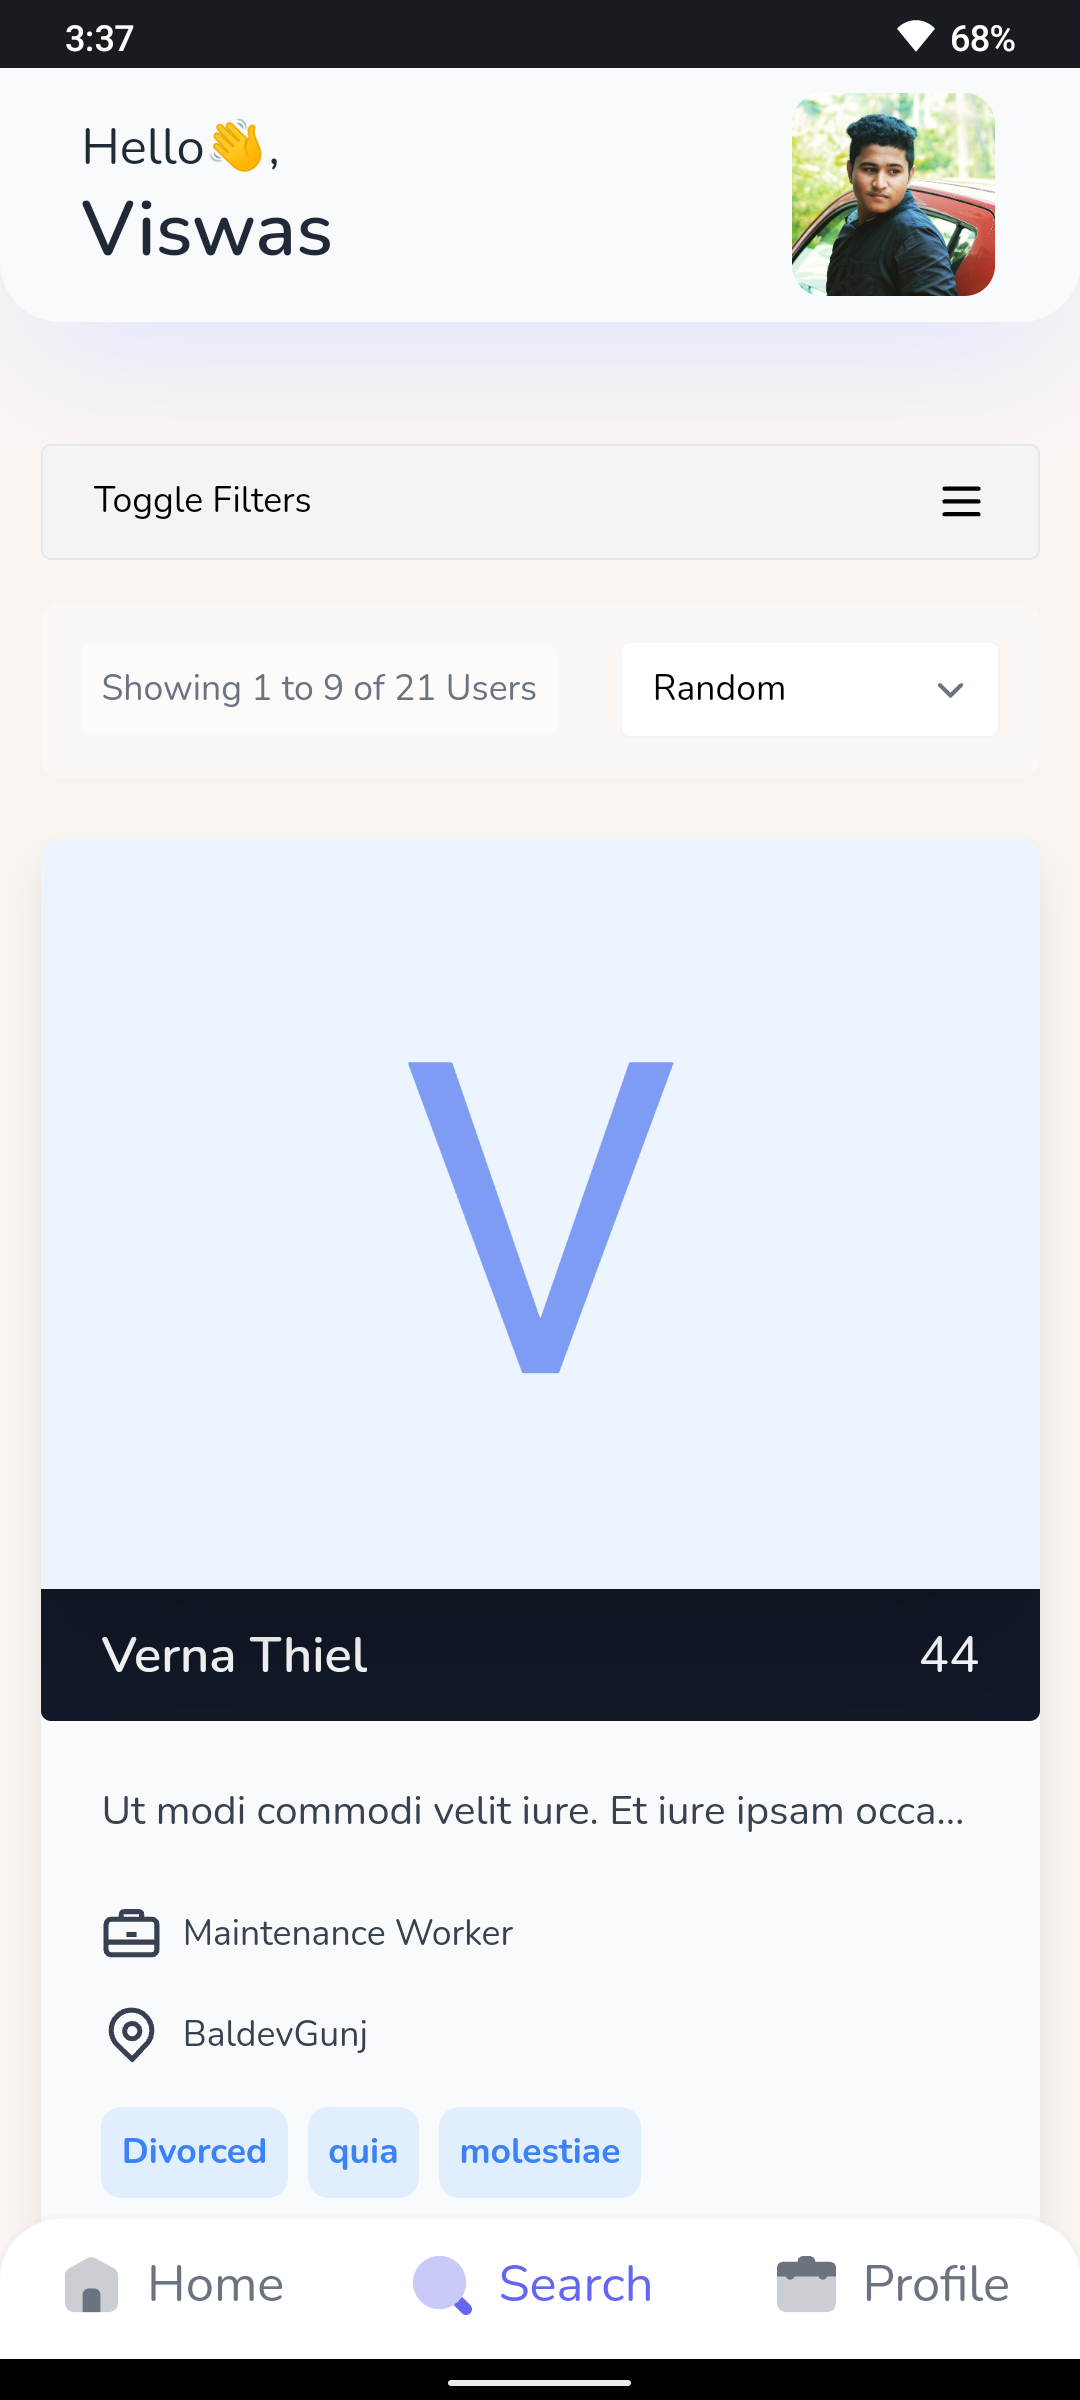 3:37 68%
Hello👋,
Viswas
Toggle Filters
Showing 1 to 9 of 21 Users
Random
V
Verna Thiel 44
Ut modi commodi velit iure. Et iure ipsam occa...
Maintenance Worker
BaldevGunj
Divorced quia molestiae
Home Search Profile